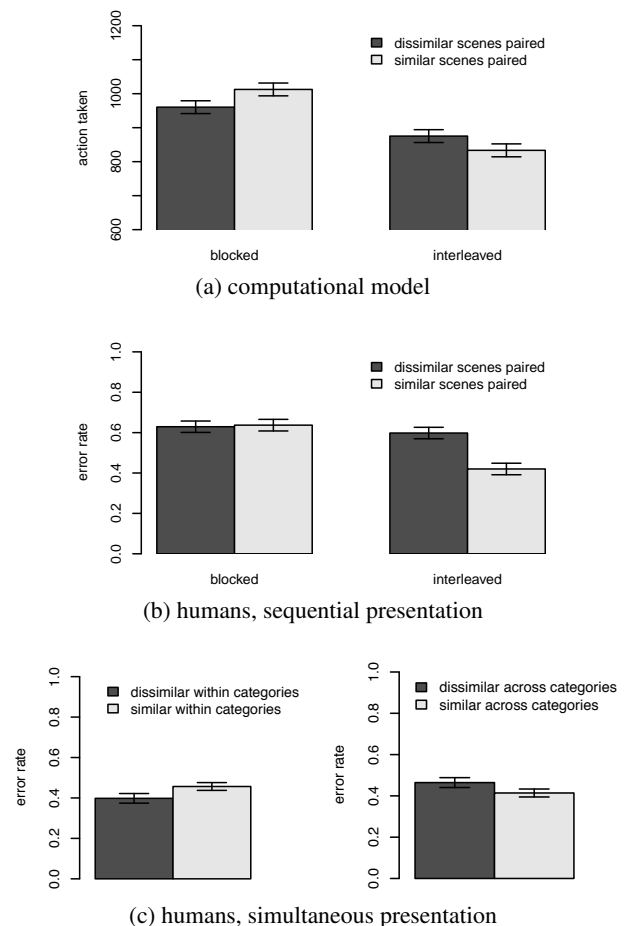 1200
1000
800
600
action taken
dissimilar scenes paired
similar scenes paired
blocked
interleaved
(a) computational model
1.0
0.8
0.6
0.4
0.2
0.0
error rate
dissimilar scenes paired
similar scenes paired
blocked
interleaved
(b) humans, sequential presentation
1.0
0.8
0.6
0.4
0.2
0.0
error rate
dissimilar within categories
similar within categories
1.0
0.8
0.6
0.4
0.2
0.0
error rate
dissimilar across categories
similar across categories
(c) humans, simultaneous presentation